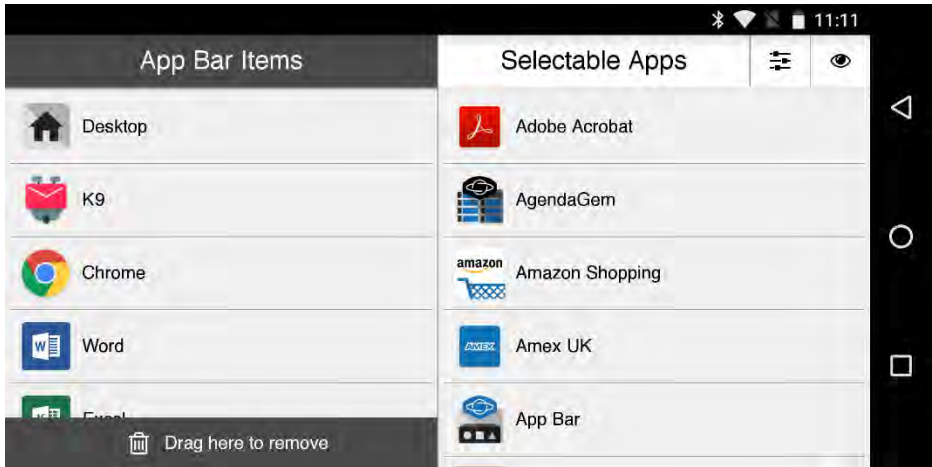 11:11
App Bar Items
Desktop
K9
Chrome
W Word
Excel
Drag here to remove
Selectable Apps
Adobe Acrobat
AgendaGem
amazon
Amazon Shopping
AMEX
Amex UK
App Bar